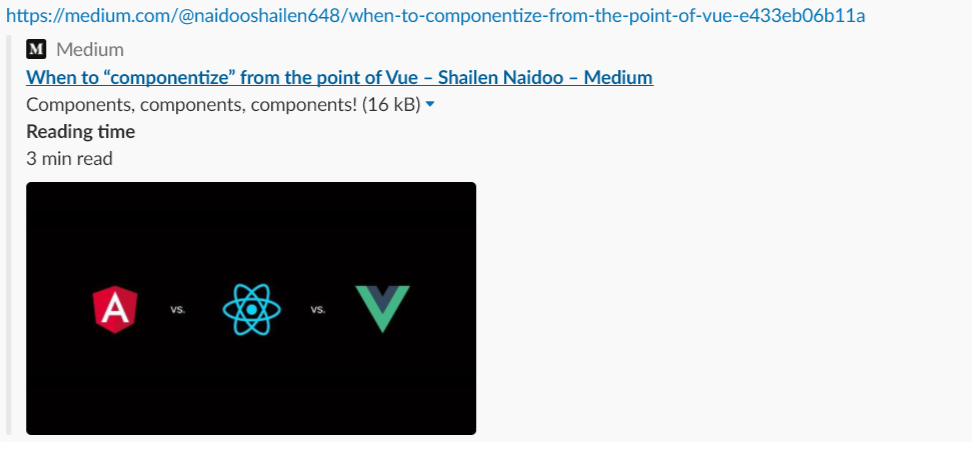 https://medium.com/@naidooshailen648/when-to-componentize-from-the-point-of-vue-e433eb06b11a
M Medium
When to “componentize” from the point of Vue – Shailen Naidoo – Medium
Components, components, components! (16 kB)
Reading time
3 min read
A vs. vs.